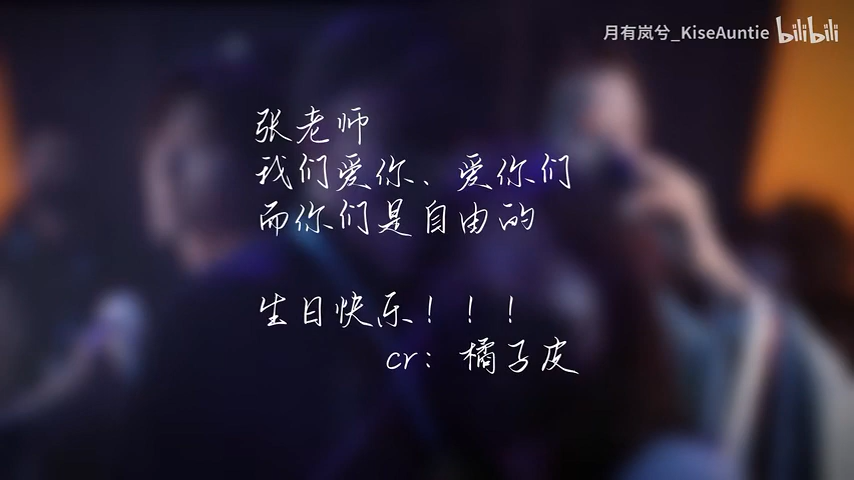 月有岚兮_KiseAuntie bilibili
张老师
我们爱你、爱你们
而你们是自由的
生日快乐！！！
cr：橘子皮